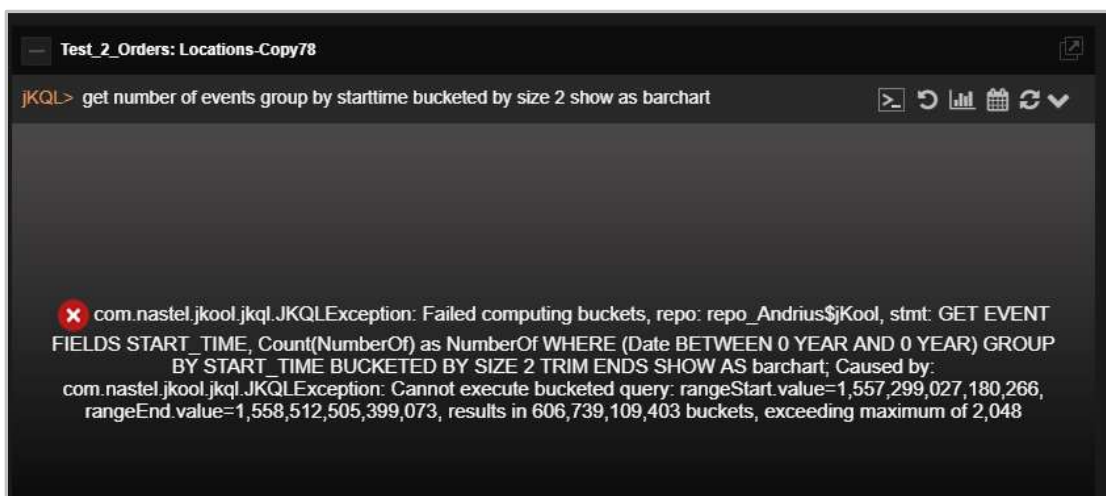 Test_2_Orders: Locations-Copy78
jKQL> get number of events group by starttime bucketed by size 2 show as barchart
com.nastel.jkool.jkql.JKQLException: Failed computing buckets, repo: repo_Andrius$jKool, stmt: GET EVENT
FIELDS START_TIME, Count(NumberOf) as NumberOf WHERE (Date BETWEEN 0 YEAR AND 0 YEAR) GROUP
BY START_TIME BUCKETED BY SIZE 2 TRIM ENDS SHOW AS barchart; Caused by:
com.nastel.jkool.jkql.JKQLException: Cannot execute bucketed query: rangeStart.value=1,557,299,027,180,266,
rangeEnd.value=1,558,512,505,399,073, results in 606,739,109,403 buckets, exceeding maximum of 2,048